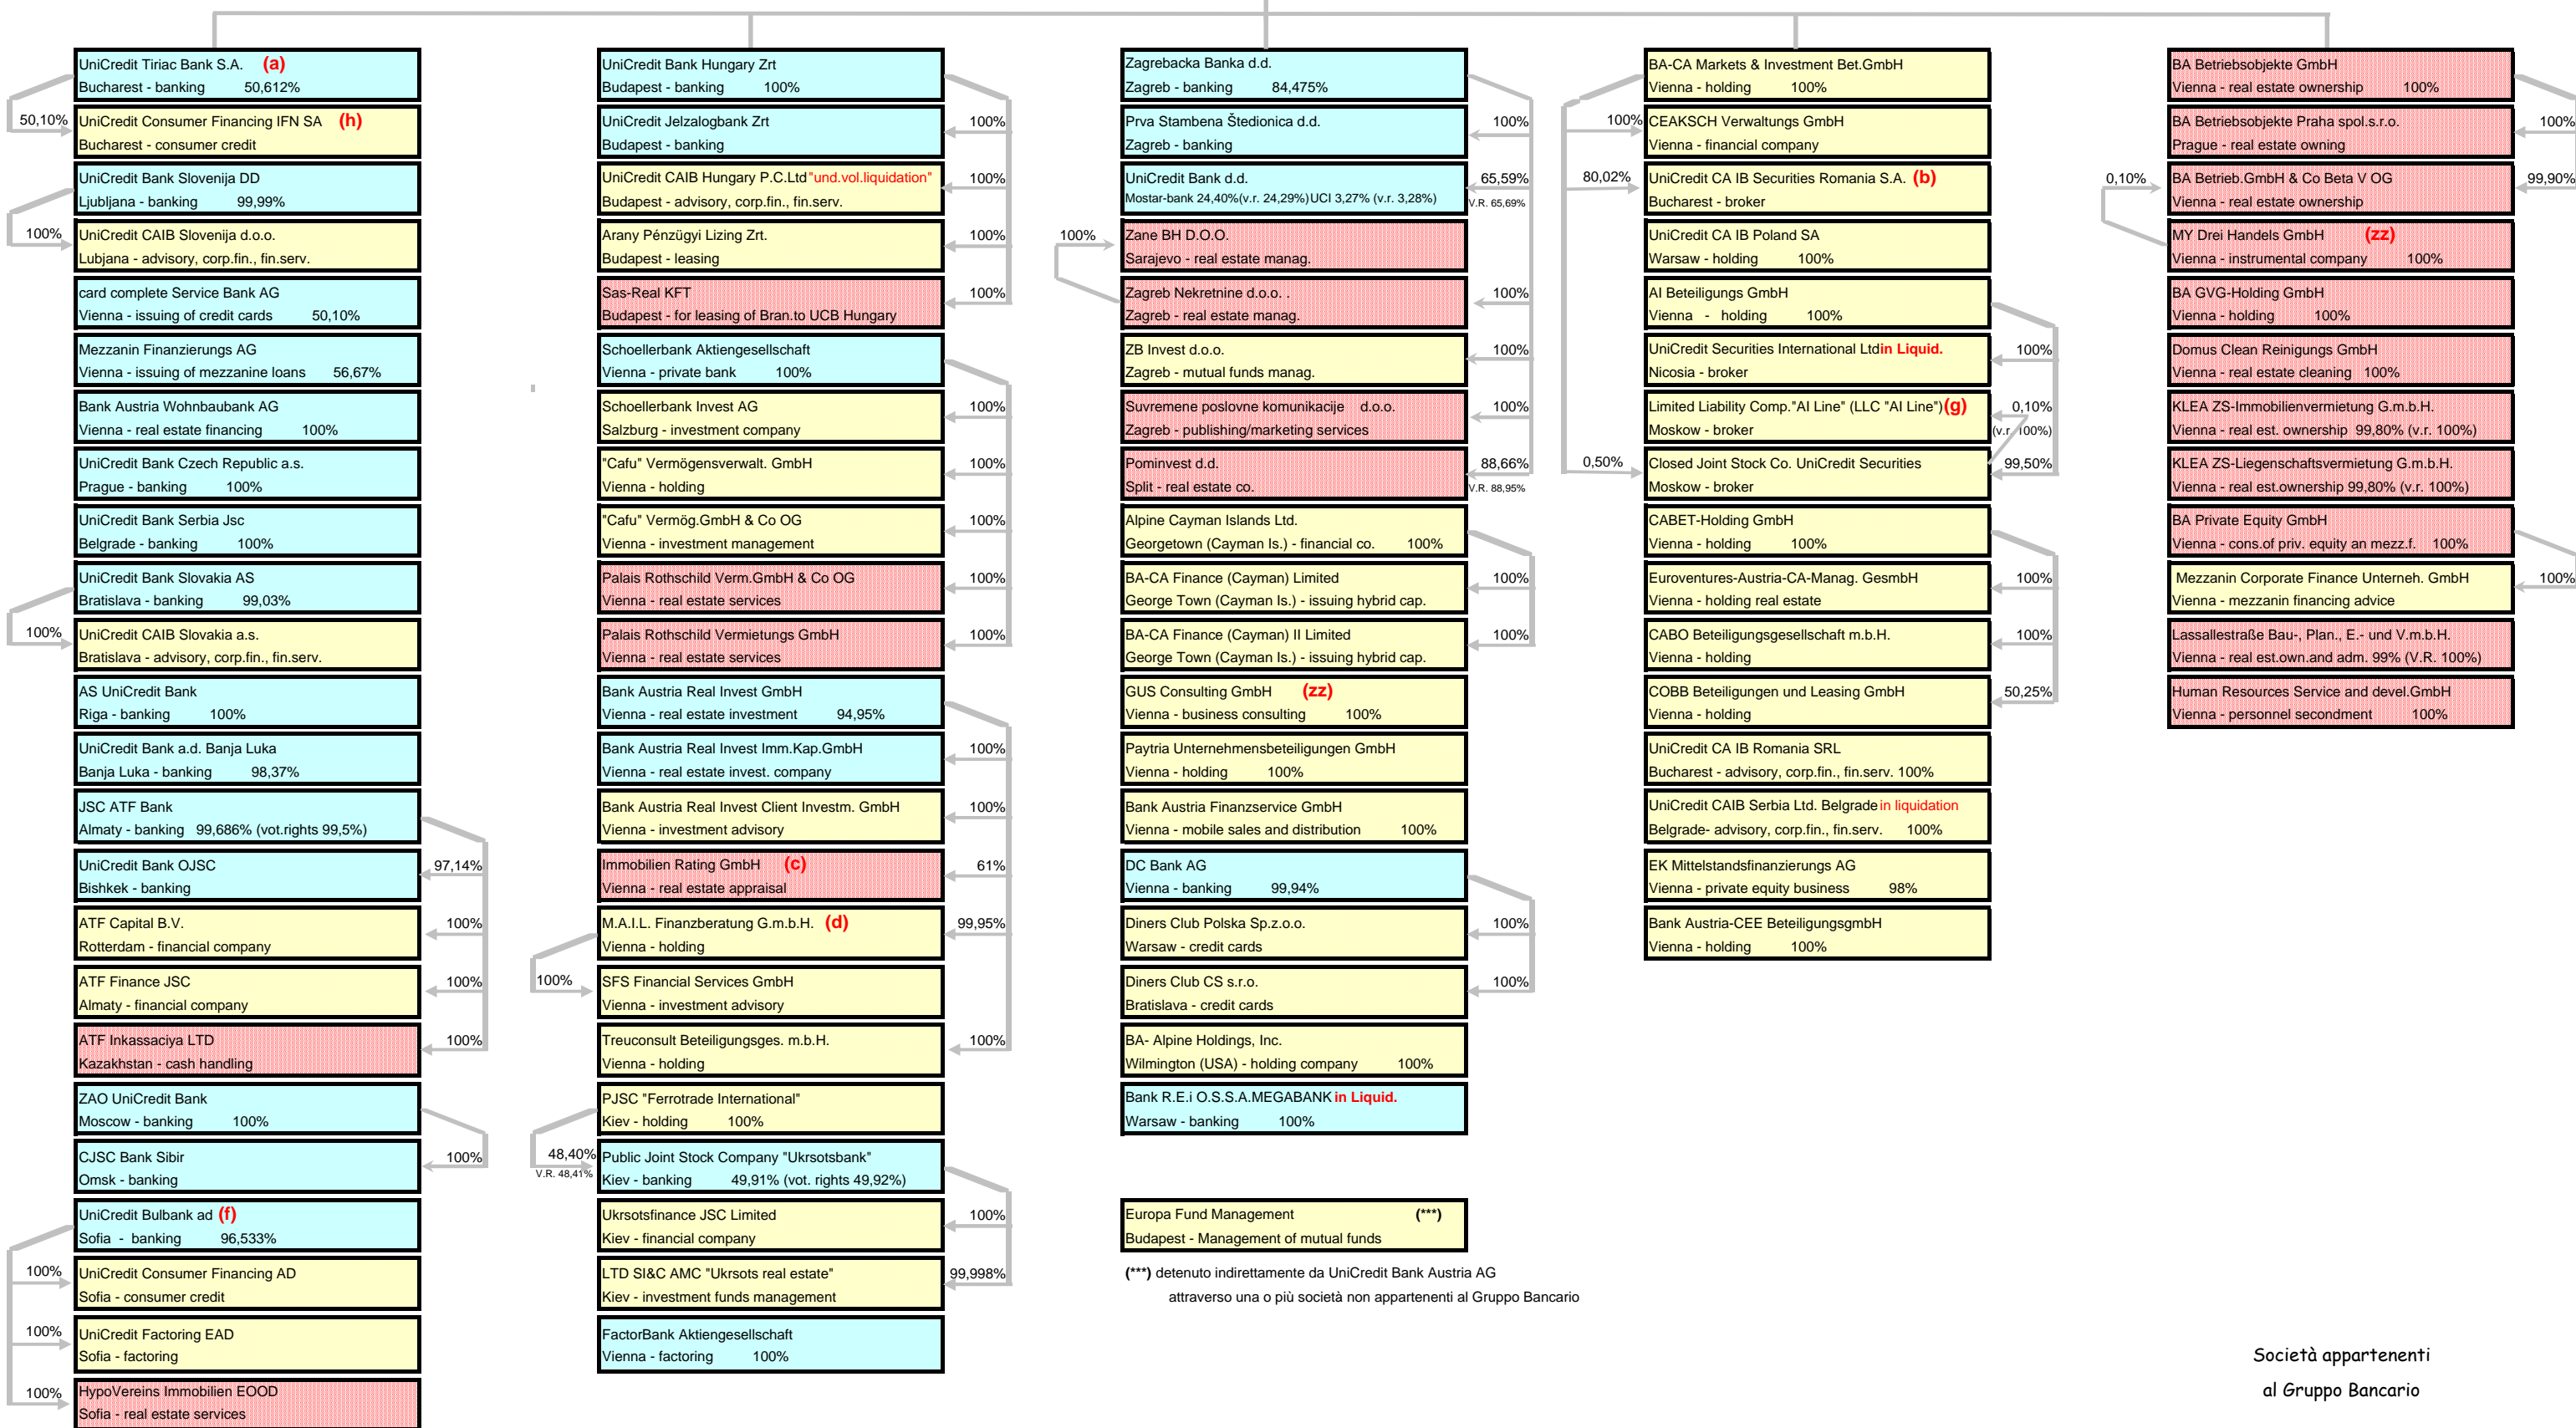 UniCredit Tiriac Bank S.A. (a)
Bucharest - banking 50,612%
50,10%
UniCredit Consumer Financing IFN SA (h)
Bucharest - consumer credit
UniCredit Bank Slovenija DD
Ljubljana - banking 99,99%
100%
UniCredit CAIB Slovenija d.o.o.
Lubjana - advisory, corp.fin., fin.serv.
card complete Service Bank AG
Vienna - issuing of credit cards 50,10%
Mezzanin Finanzierungs AG
Vienna - issuing of mezzanine loans 56,67%
Bank Austria Wohnbaubank AG
Vienna - real estate financing 100%
UniCredit Bank Czech Republic a.s.
Prague - banking 100%
UniCredit Bank Serbia Jsc
Belgrade - banking 100%
UniCredit Bank Slovakia AS
Bratislava - banking 99,03%
100%
UniCredit CAIB Slovakia a.s.
Bratislava - advisory, corp.fin., fin.serv.
AS UniCredit Bank
Riga - banking 100%
UniCredit Bank a.d. Banja Luka
Banja Luka - banking 98,37%
JSC ATF Bank
Almaty - banking 99,686% (vot.rights 99,5%)
UniCredit Bank OJSC
Bishkek - banking
97,14%
ATF Capital B.V.
Rotterdam - financial company
100%
ATF Finance JSC
Almaty - financial company
100%
ATF Inkassaciya LTD
Kazakhstan - cash handling
100%
ZAO UniCredit Bank
Moscow - banking 100%
CJSC Bank Sibir
Omsk - banking
100%
UniCredit Bulbank ad (f)
Sofia - banking 96,533%
100%
UniCredit Consumer Financing AD
Sofia - consumer credit
100%
UniCredit Factoring EAD
Sofia - factoring
100%
HypoVereins Immobilien EOOD
Sofia - real estate services
UniCredit Bank Hungary Zrt
Budapest - banking 100%
UniCredit Jelzalogbank Zrt
Budapest - banking
100%
UniCredit CAIB Hungary P.C.Ltd "und.vol.liquidation"
Budapest - advisory, corp.fin., fin.serv.
100%
Arany Pénzügyi Lizing Zrt.
Budapest - leasing
100%
Sas-Real KFT
Budapest - for leasing of Bran.to UCB Hungary
100%
Schoellerbank Aktiengesellschaft
Vienna - private bank 100%
Schoellerbank Invest AG
Salzburg - investment company
100%
"Cafu" Vermögensverwalt. GmbH
Vienna - holding
100%
"Cafu" Vermög.GmbH & Co OG
Vienna - investment management
100%
Palais Rothschild Verm.GmbH & Co OG
Vienna - real estate services
100%
Palais Rothschild Vermietungs GmbH
Vienna - real estate services
100%
Bank Austria Real Invest GmbH
Vienna - real estate investment 94,95%
Bank Austria Real Invest Imm.Kap.GmbH
Vienna - real estate invest. company
100%
Bank Austria Real Invest Client Investm. GmbH
Vienna - investment advisory
100%
Immobilien Rating GmbH (c)
Vienna - real estate appraisal
61%
M.A.I.L. Finanzberatung G.m.b.H. (d)
Vienna - holding
99,95%
100%
SFS Financial Services GmbH
Vienna - investment advisory
Treuconsult Beteiligungsges. m.b.H.
Vienna - holding
100%
PJSC "Ferrotrade International"
Kiev - holding 100%
48,40%
V.R. 48,41%
Public Joint Stock Company "Ukrsotsbank"
Kiev - banking 49,91% (vot. rights 49,92%)
Ukrsotsfinance JSC Limited
Kiev - financial company
100%
LTD SI&C AMC "Ukrsots real estate"
Kiev - investment funds management
99,998%
FactorBank Aktiengesellschaft
Vienna - factoring 100%
Zagrebacka Banka d.d.
Zagreb - banking 84,475%
Prva Stambena Štedionica d.d.
Zagreb - banking
100%
UniCredit Bank d.d.
Mostar-bank 24,40%(v.r. 24,29%)UCI 3,27% (v.r. 3,28%)
65,59%
V.R. 65,69%
100%
Zane BH D.O.O.
Sarajevo - real estate manag.
Zagreb Nekretnine d.o.o. .
Zagreb - real estate manag.
100%
ZB Invest d.o.o.
Zagreb - mutual funds manag.
100%
Suvremene poslovne komunikacije d.o.o.
Zagreb - publishing/marketing services
100%
Pominvest d.d.
Split - real estate co.
88,66%
V.R. 88,95%
Alpine Cayman Islands Ltd.
Georgetown (Cayman Is.) - financial co. 100%
BA-CA Finance (Cayman) Limited
George Town (Cayman Is.) - issuing hybrid cap.
100%
BA-CA Finance (Cayman) II Limited
George Town (Cayman Is.) - issuing hybrid cap.
100%
GUS Consulting GmbH (zz)
Vienna - business consulting 100%
Paytria Unternehmensbeteiligungen GmbH
Vienna - holding 100%
Bank Austria Finanzservice GmbH
Vienna - mobile sales and distribution 100%
DC Bank AG
Vienna - banking 99,94%
Diners Club Polska Sp.z.o.o.
Warsaw - credit cards
100%
Diners Club CS s.r.o.
Bratislava - credit cards
100%
BA- Alpine Holdings, Inc.
Wilmington (USA) - holding company 100%
Bank R.E.i O.S.S.A.MEGABANK in Liquid.
Warsaw - banking 100%
Europa Fund Management (***)
Budapest - Management of mutual funds
(***) detenuto indirettamente da UniCredit Bank Austria AG
attraverso una o più società non appartenenti al Gruppo Bancario
BA-CA Markets & Investment Bet.GmbH
Vienna - holding 100%
100%
CEAKSCH Verwaltungs GmbH
Vienna - financial company
80,02%
UniCredit CA IB Securities Romania S.A. (b)
Bucharest - broker
UniCredit CA IB Poland SA
Warsaw - holding 100%
AI Beteiligungs GmbH
Vienna - holding 100%
UniCredit Securities International Ltd in Liquid.
Nicosia - broker
100%
Limited Liability Comp."AI Line" (LLC "AI Line") (g)
Moskow - broker
0,10%
(v.r. 100%)
0,50%
Closed Joint Stock Co. UniCredit Securities
Moskow - broker
99,50%
CABET-Holding GmbH
Vienna - holding 100%
Euroventures-Austria-CA-Manag. GesmbH
Vienna - holding real estate
100%
CABO Beteiligungsgesellschaft m.b.H.
Vienna - holding
100%
COBB Beteiligungen und Leasing GmbH
Vienna - holding
50,25%
UniCredit CA IB Romania SRL
Bucharest - advisory, corp.fin., fin.serv. 100%
UniCredit CAIB Serbia Ltd. Belgrade in liquidation
Belgrade- advisory, corp.fin., fin.serv. 100%
EK Mittelstandsfinanzierungs AG
Vienna - private equity business 98%
Bank Austria-CEE BeteiligungsgmbH
Vienna - holding 100%
BA Betriebsobjekte GmbH
Vienna - real estate ownership 100%
BA Betriebsobjekte Praha spol.s.r.o.
Prague - real estate owning
100%
0,10%
BA Betrieb.GmbH & Co Beta V OG
Vienna - real estate ownership
99,90%
MY Drei Handels GmbH (zz)
Vienna - instrumental company 100%
BA GVG-Holding GmbH
Vienna - holding 100%
Domus Clean Reinigungs GmbH
Vienna - real estate cleaning 100%
KLEA ZS-Immobilienvermietung G.m.b.H.
Vienna - real est. ownership 99,80% (v.r. 100%)
KLEA ZS-Liegenschaftsvermietung G.m.b.H.
Vienna - real est.ownership 99,80% (v.r. 100%)
BA Private Equity GmbH
Vienna - cons.of priv. equity an mezz.f. 100%
Mezzanin Corporate Finance Unterneh. GmbH
Vienna - mezzanin financing advice
100%
Lassallestraße Bau-, Plan., E.- und V.m.b.H.
Vienna - real est.own.and adm. 99% (V.R. 100%)
Human Resources Service and devel.GmbH
Vienna - personnel secondment 100%
Società appartenenti
al Gruppo Bancario